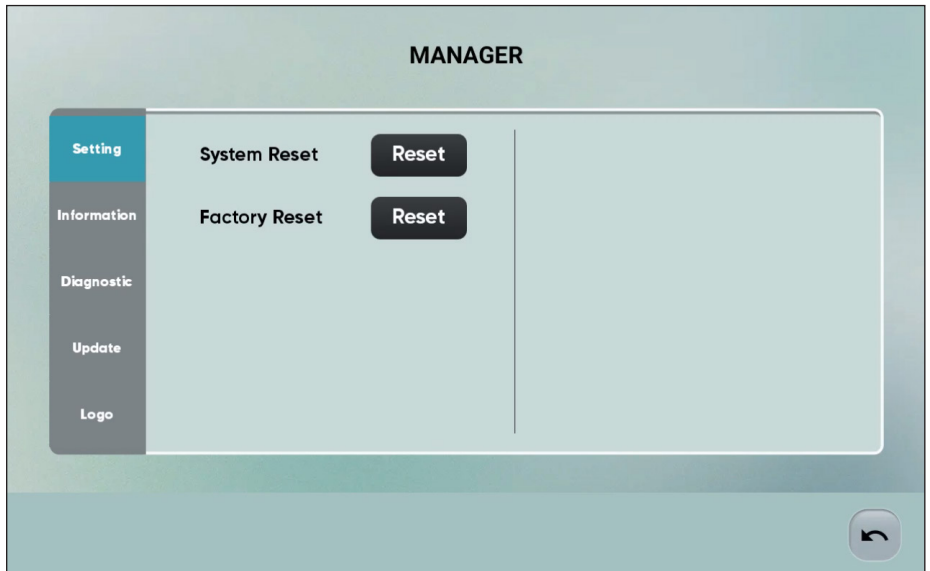 MANAGER
Setting
System Reset
Reset
Information
Factory Reset
Reset
Diagnostic
Update
Logo